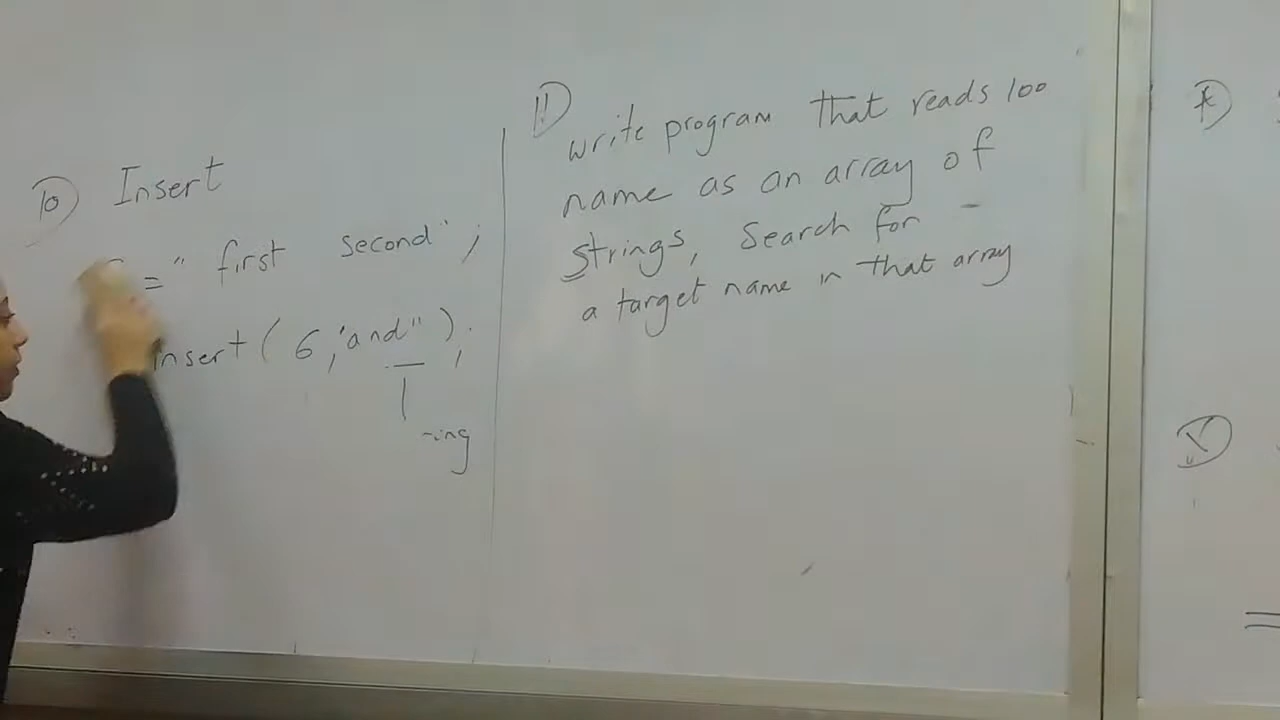 10) Insert
= " first second" ;
insert ( 6 , "and" ) ;
ing
11)
write program that reads 100
name as an array of
strings, Search for
a target name in that array